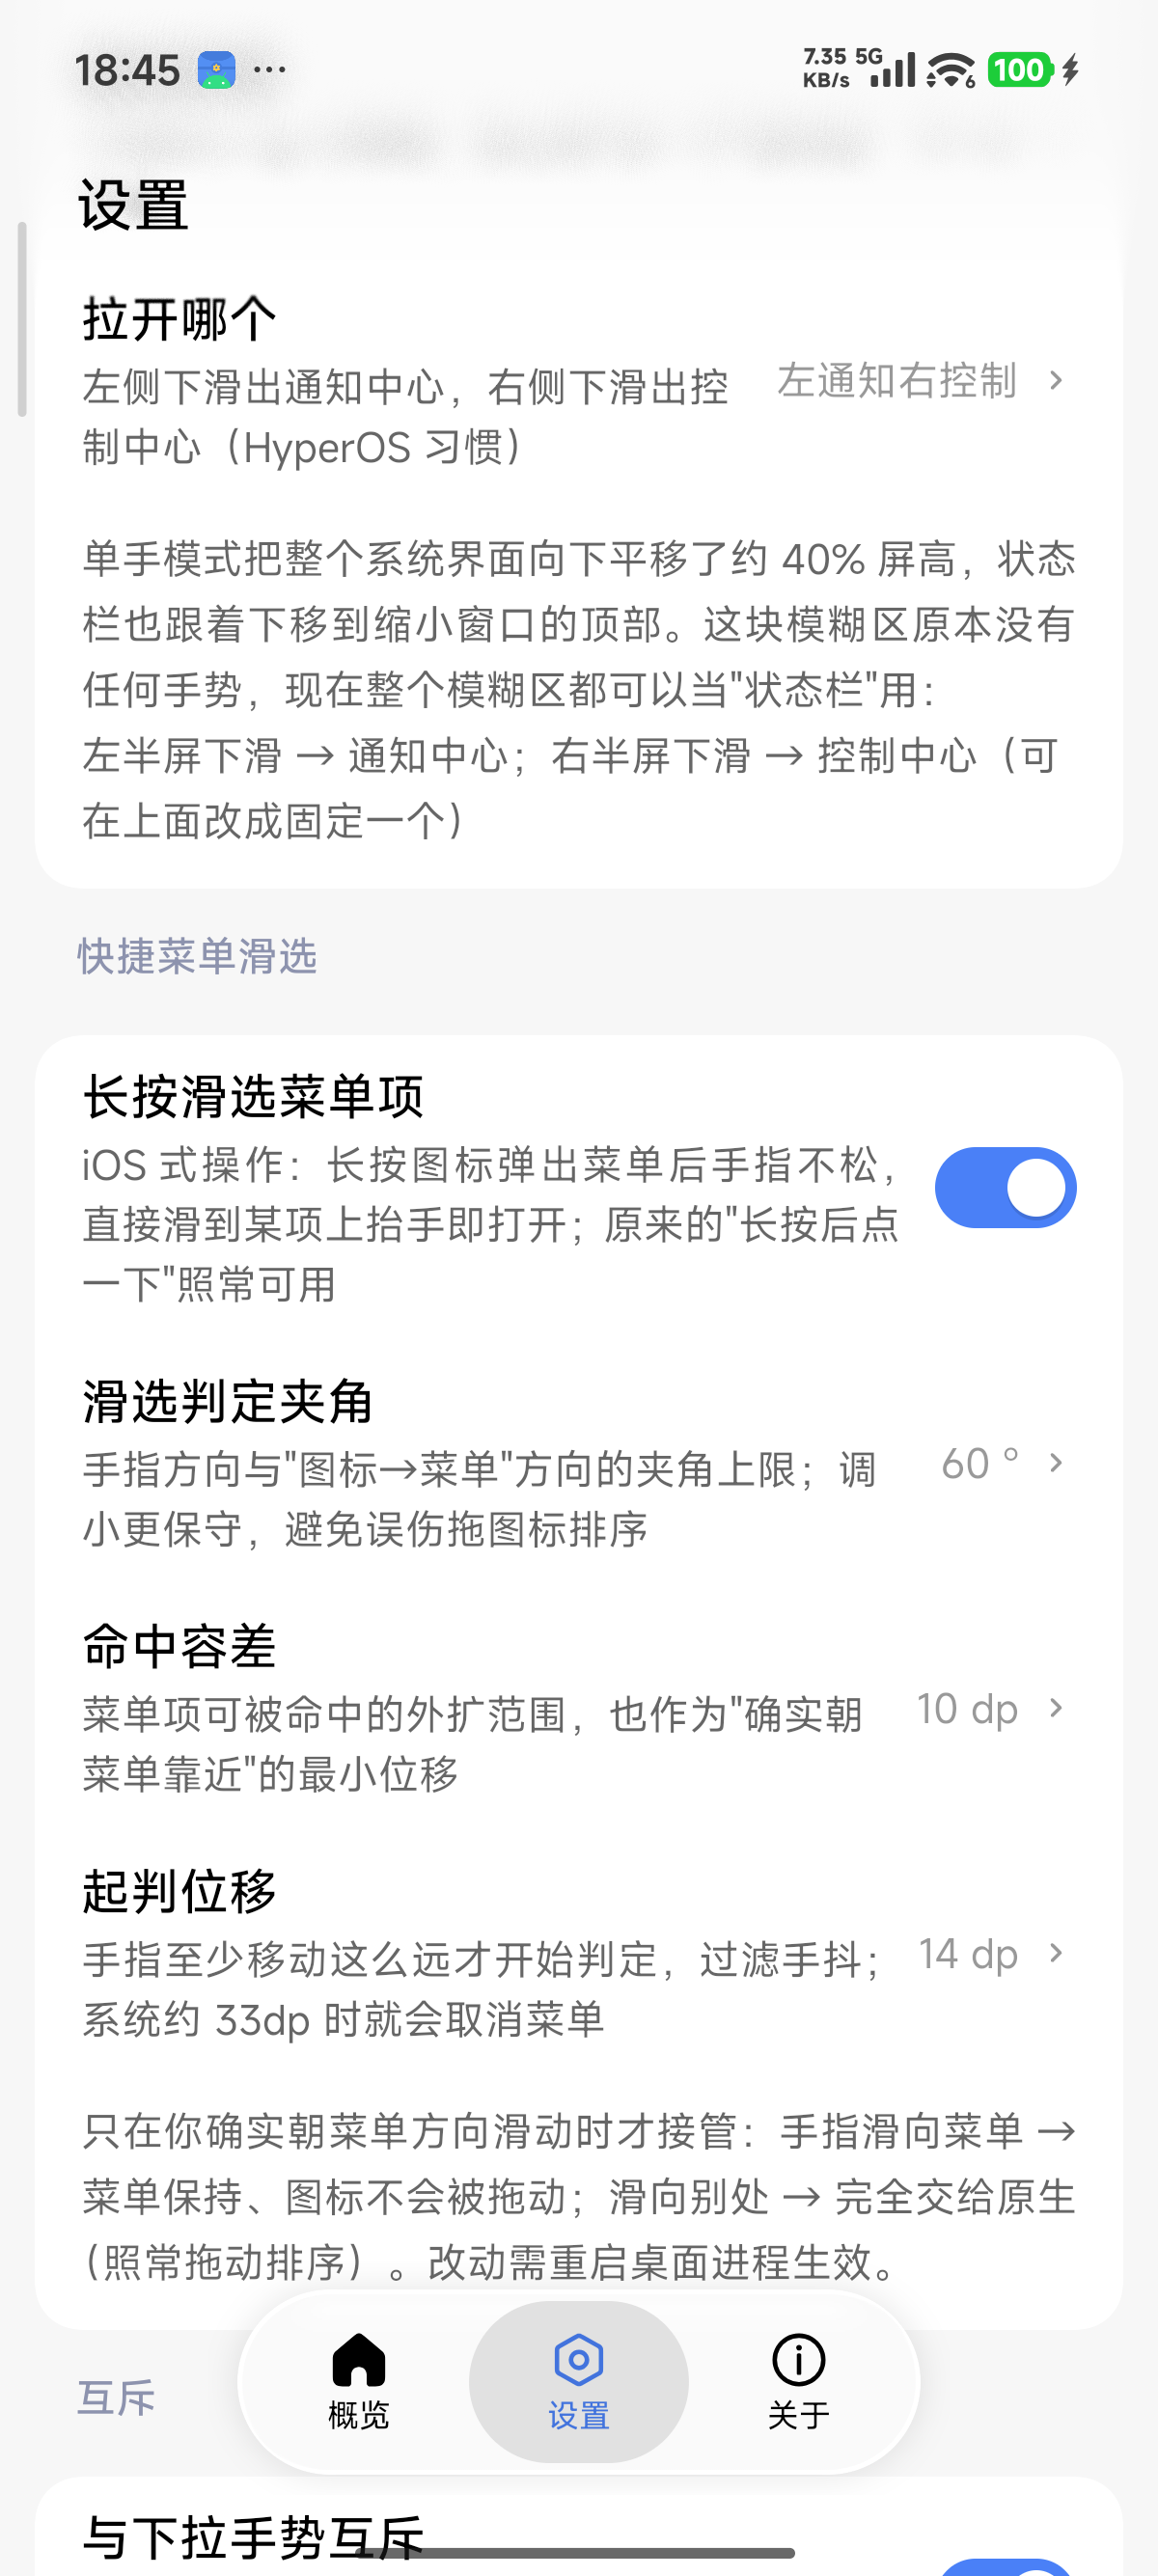 18:45
7.35 5G
KB/s
6
100
设置
拉开哪个
左侧下滑出通知中心，右侧下滑出控
制中心（HyperOS 习惯）
左通知右控制
单手模式把整个系统界面向下平移了约 40% 屏高，状态
栏也跟着下移到缩小窗口的顶部。这块模糊区原本没有
任何手势，现在整个模糊区都可以当"状态栏"用：
左半屏下滑 → 通知中心；右半屏下滑 → 控制中心（可
在上面改成固定一个）
快捷菜单滑选
长按滑选菜单项
iOS 式操作：长按图标弹出菜单后手指不松，
直接滑到某项上抬手即打开；原来的"长按后点
一下"照常可用
滑选判定夹角
手指方向与"图标→菜单"方向的夹角上限；调
小更保守，避免误伤拖图标排序
60 °
命中容差
菜单项可被命中的外扩范围，也作为"确实朝
菜单靠近"的最小位移
10 dp
起判位移
手指至少移动这么远才开始判定，过滤手抖；
系统约 33dp 时就会取消菜单
14 dp
只在你确实朝菜单方向滑动时才接管：手指滑向菜单 →
菜单保持、图标不会被拖动；滑向别处 → 完全交给原生
（照常拖动排序）。改动需重启桌面进程生效。
互斥
概览
设置
关于
与下拉手势互斥